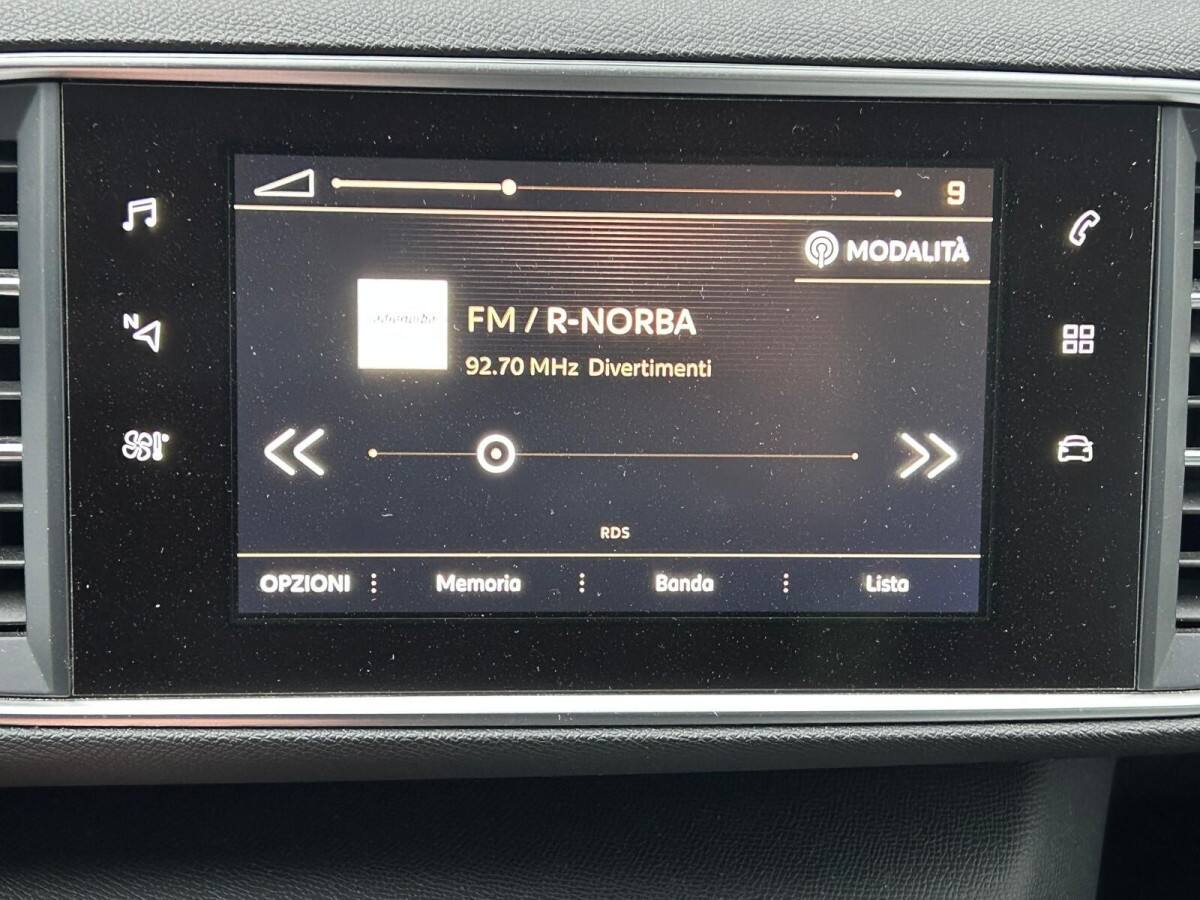 9
MODALITÀ
FM / R-NORBA
92.70 MHz Divertimenti
N
RDS
OPZIONI
Memoria
Banda
Lista